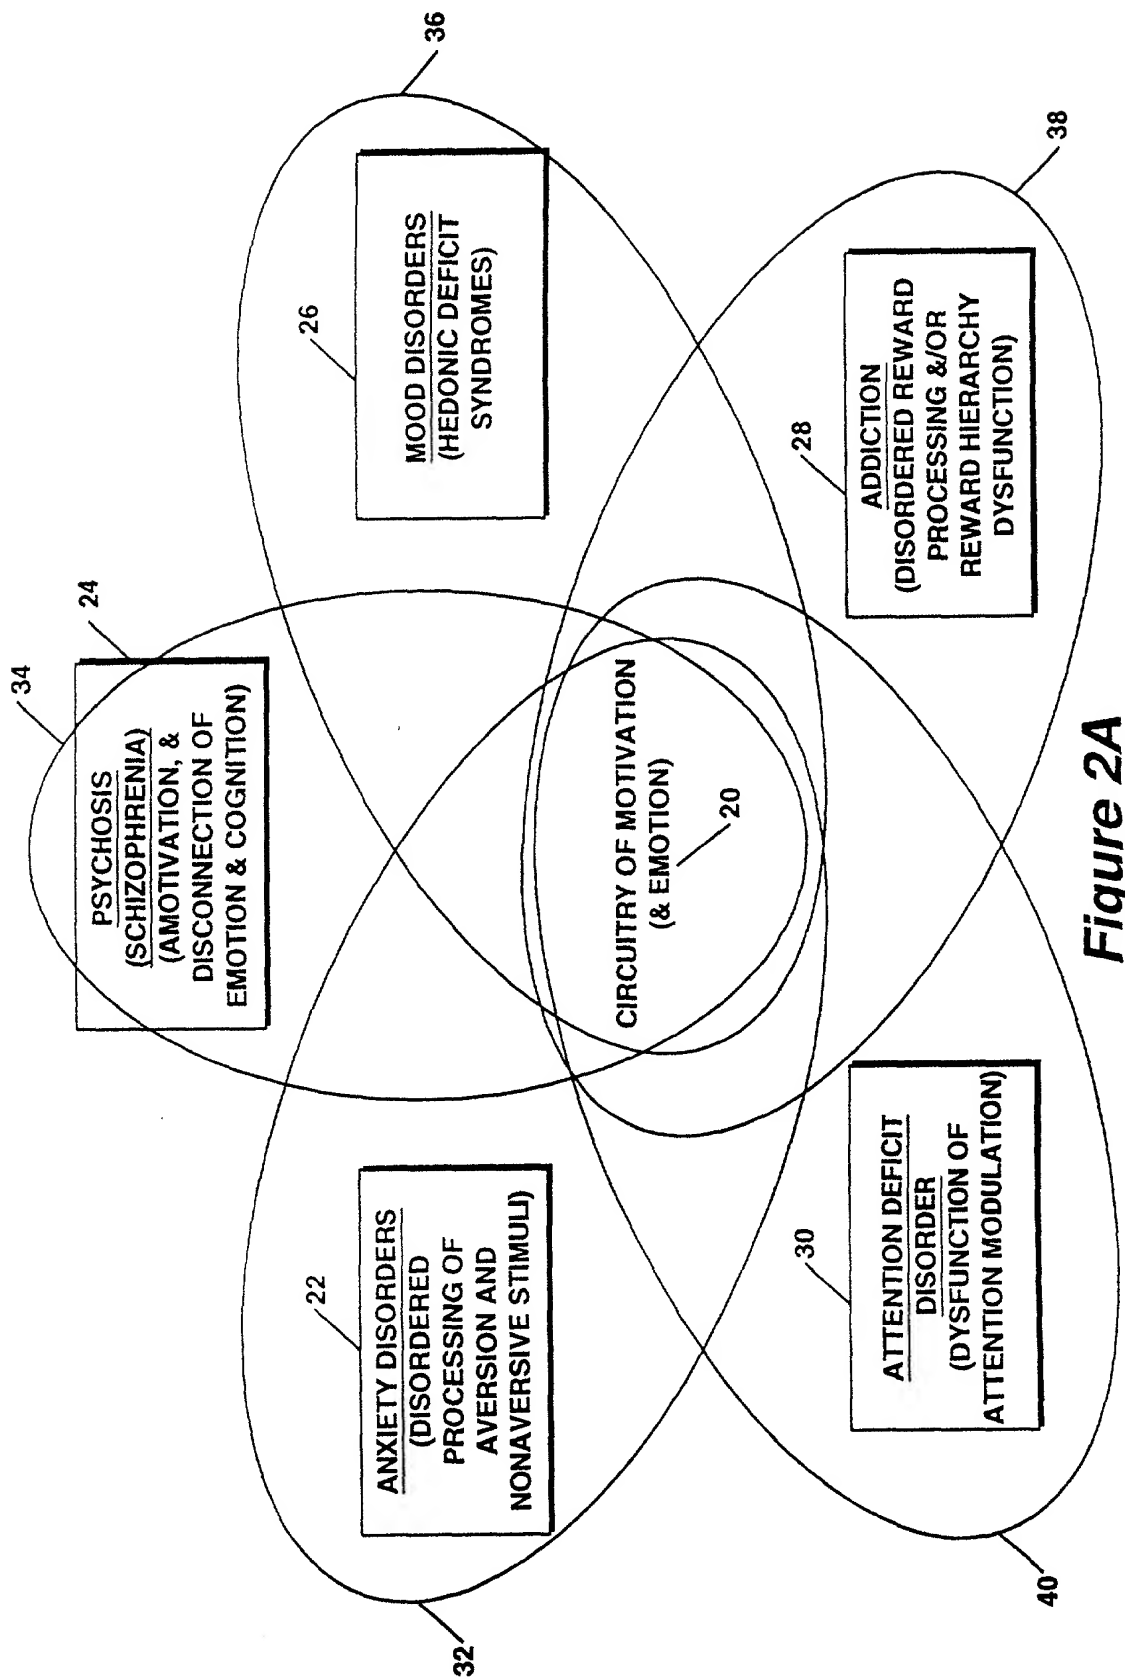 34
24
PSYCHOSIS
(SCHIZOPHRENIA)
(AMOTIVATION, &
DISCONNECTION OF
EMOTION & COGNITION)
22
ANXIETY DISORDERS
(DISORDERED
PROCESSING OF
AVERSION AND
NONAVERSIVE STIMULI)
32
26
MOOD DISORDERS
(HEDONIC DEFICIT
SYNDROMES)
36
CIRCUITRY OF MOTIVATION
(& EMOTION)
20
30
ATTENTION DEFICIT
DISORDER
(DYSFUNCTION OF
ATTENTION MODULATION)
40
28
ADDICTION
(DISORDERED REWARD
PROCESSING &/OR
REWARD HIERARCHY
DYSFUNCTION)
38
Figure 2A